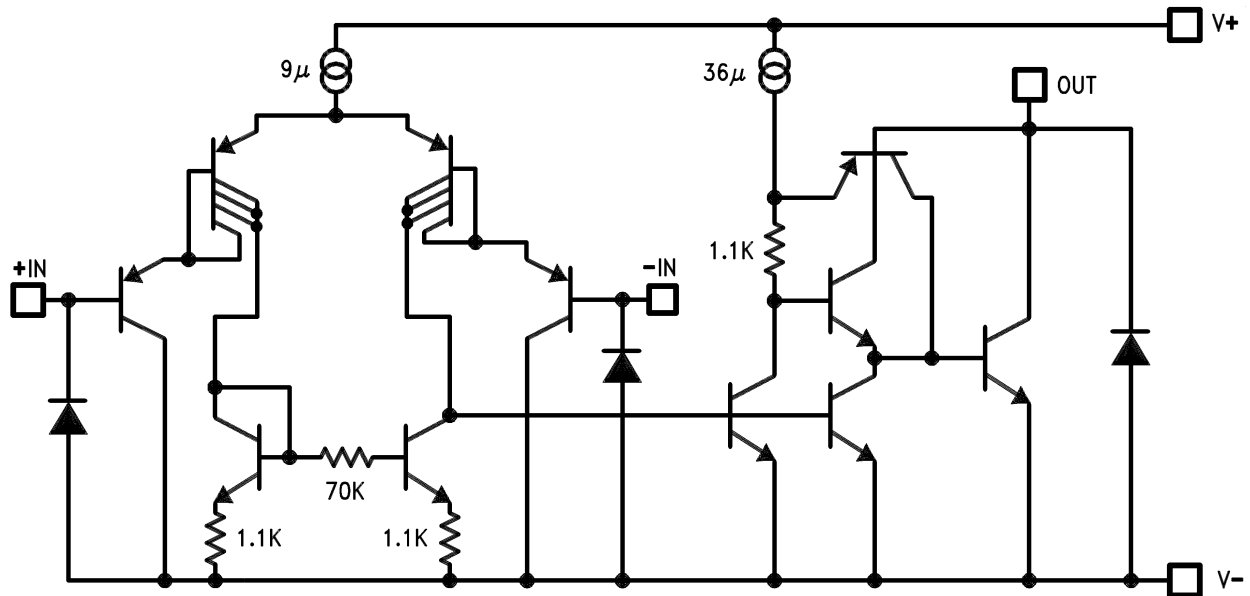 V+
9μ
36μ
OUT
1.1K
+IN
-IN
70K
1.1K
1.1K
V-